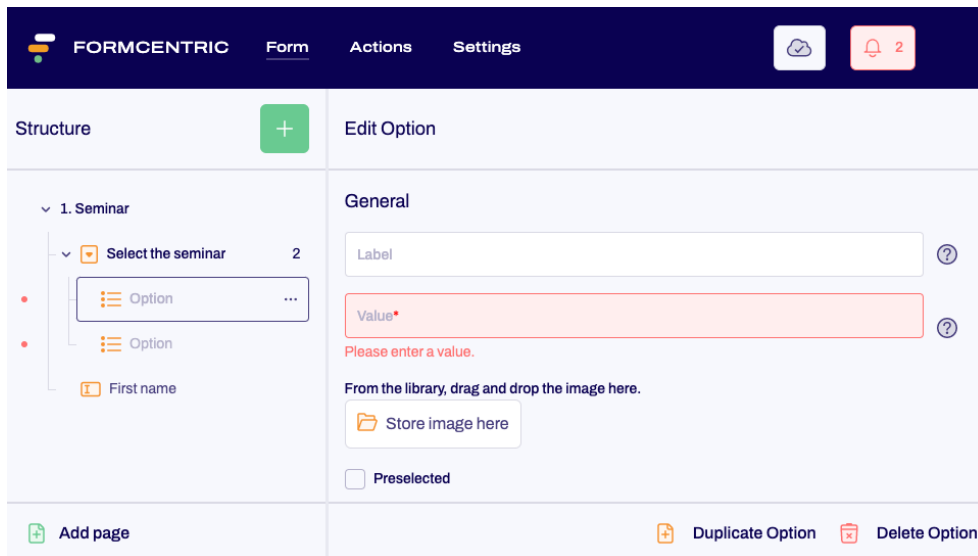 FORMCENTRIC Form Actions Settings 2
Structure
Edit Option
1. Seminar
Select the seminar 2
Option ...
Option
First name
Add page
General
Label
Value*
Please enter a value.
From the library, drag and drop the image here.
Store image here
Preselected
Duplicate Option Delete Option